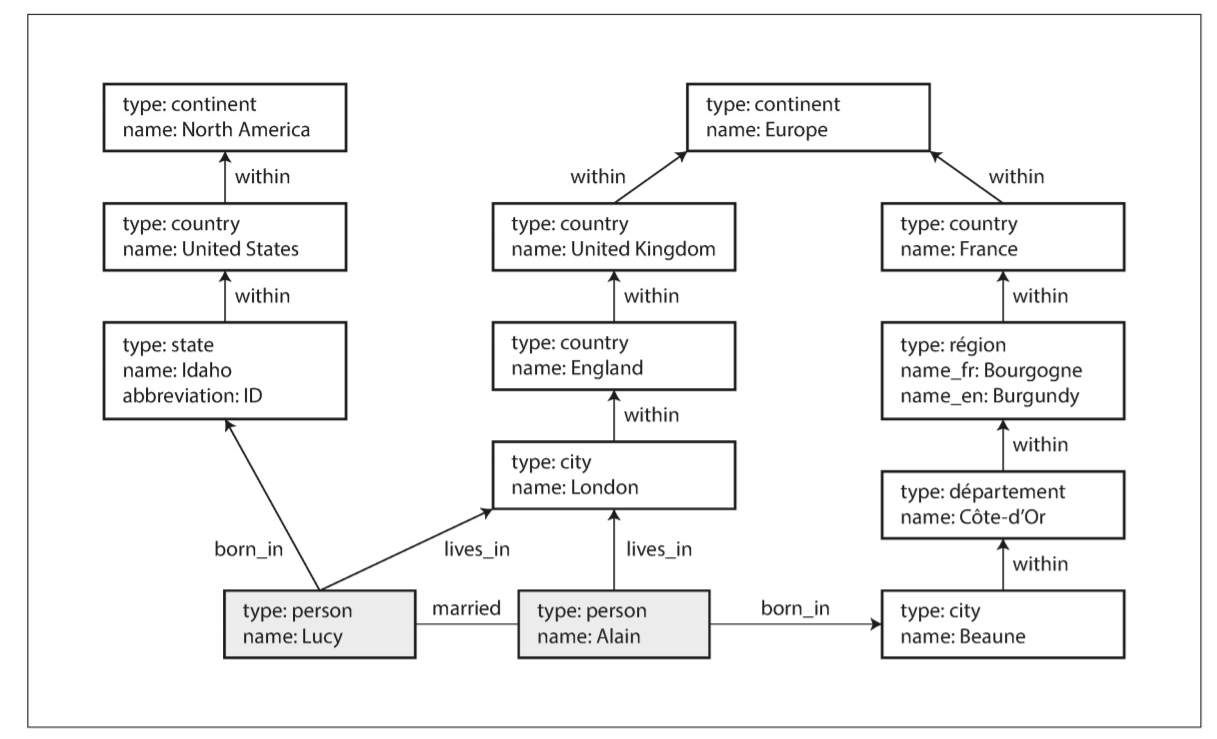 type: continent
name: North America
type: continent
name: Europe
within
within
within
type: country
name: United States
type: country
name: United Kingdom
type: country
name: France
within
within
within
type: state
name: Idaho
abbreviation: ID
type: country
name: England
type: région
name_fr: Bourgogne
name_en: Burgundy
within
within
type: city
name: London
type: département
name: Côte-d’Or
born_in
lives_in
lives_in
within
type: person
name: Lucy
married
type: person
name: Alain
born_in
type: city
name: Beaune